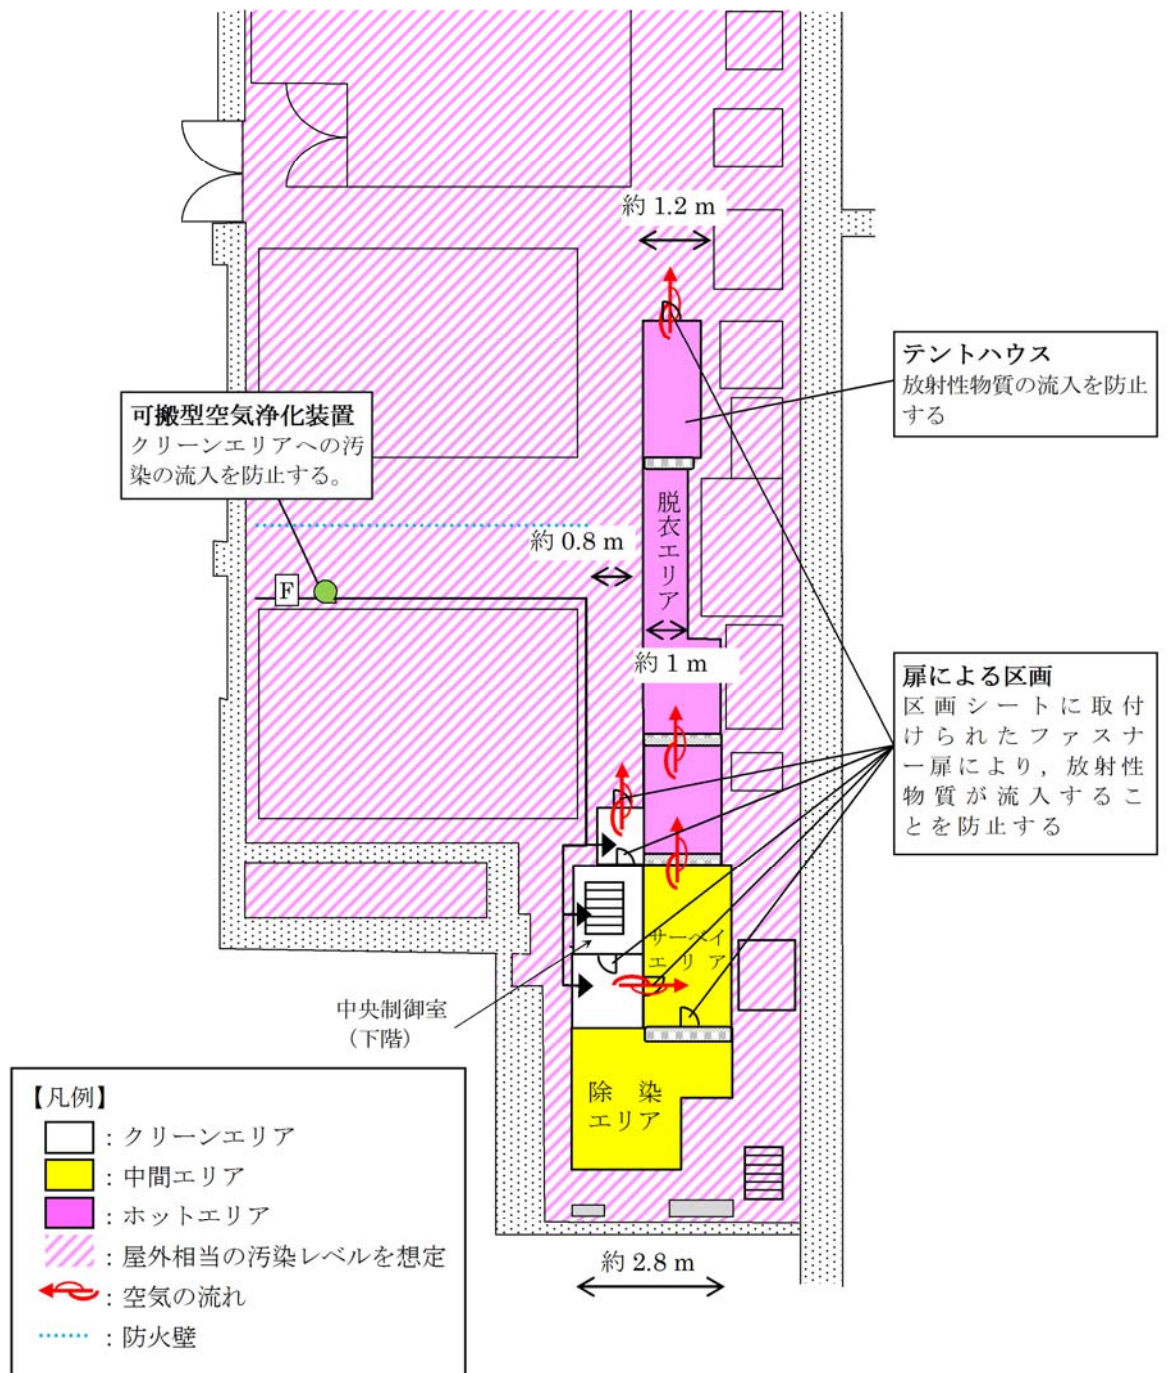 約 1.2 m
テントハウス
放射性物質の流入を防止
する
可搬型空気浄化装置
クリーンエリアへの汚
染の流入を防止する。
脱衣エリア
約 0.8 m
F
約 1 m
扉による区画
区画シートに取付
けられたファスナ
ー扉により，放射性
物質が流入するこ
とを防止する
サーベイ
エリア
中央制御室
（下階）
除　染
エリア
【凡例】
：クリーンエリア
：中間エリア
：ホットエリア
：屋外相当の汚染レベルを想定
：空気の流れ
：防火壁
約 2.8 m